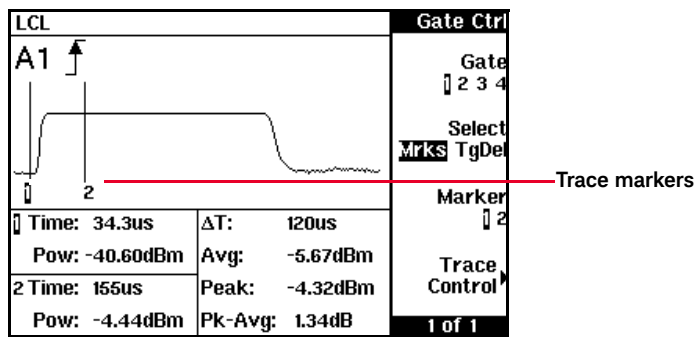 LCL
Gate Ctrl
A1
Gate
1 2 3 4
Select
Mrks TgDel
Trace markers
1 2
Marker
1 2
1 Time: 34.3us
ΔT: 120us
Pow: -40.60dBm
Avg: -5.67dBm
Trace
Control
2 Time: 155us
Peak: -4.32dBm
Pow: -4.44dBm
Pk-Avg: 1.34dB
1 of 1